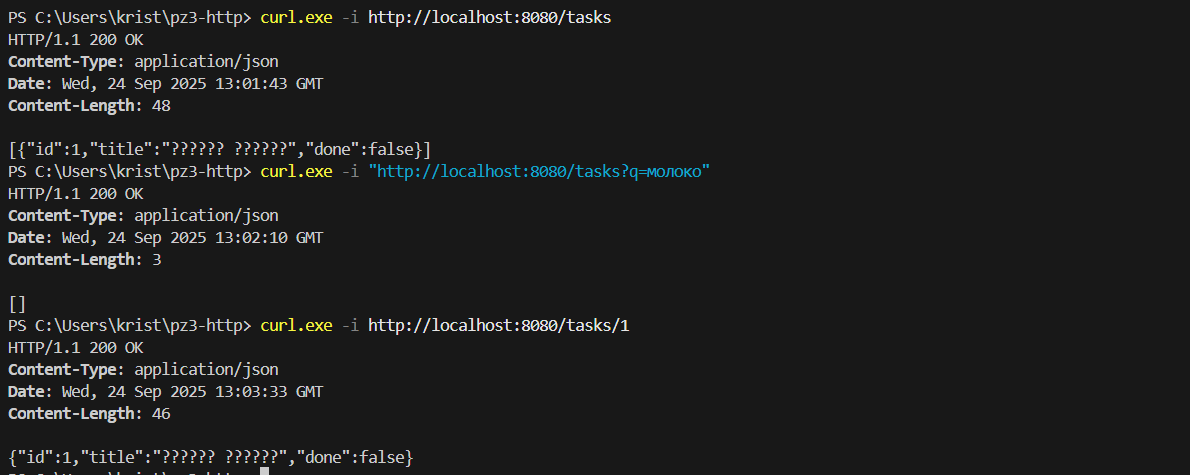 PS C:\Users\krist\pz3-http> curl.exe -i http://localhost:8080/tasks
HTTP/1.1 200 OK
Content-Type: application/json
Date: Wed, 24 Sep 2025 13:01:43 GMT
Content-Length: 48

[{"id":1,"title":"?????? ??????","done":false}]
PS C:\Users\krist\pz3-http> curl.exe -i "http://localhost:8080/tasks?q=молоко"
HTTP/1.1 200 OK
Content-Type: application/json
Date: Wed, 24 Sep 2025 13:02:10 GMT
Content-Length: 3

[]
PS C:\Users\krist\pz3-http> curl.exe -i http://localhost:8080/tasks/1
HTTP/1.1 200 OK
Content-Type: application/json
Date: Wed, 24 Sep 2025 13:03:33 GMT
Content-Length: 46

{"id":1,"title":"?????? ??????","done":false}